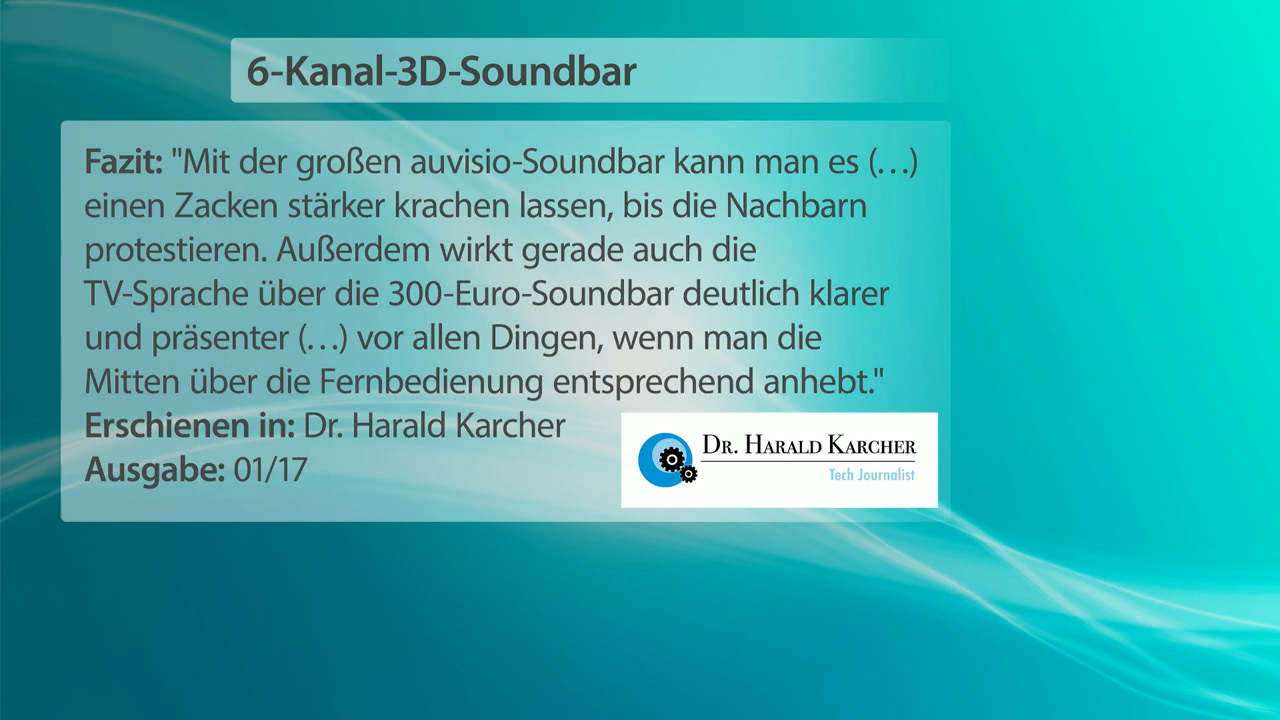 6-Kanal-3D-Soundbar
Fazit: "Mit der großen auvisio-Soundbar kann man es (…)
einen Zacken stärker krachen lassen, bis die Nachbarn
protestieren. Außerdem wirkt gerade auch die
TV-Sprache über die 300-Euro-Soundbar deutlich klarer
und präsenter (…) vor allen Dingen, wenn man die
Mitten über die Fernbedienung entsprechend anhebt."
Erschienen in: Dr. Harald Karcher
Ausgabe: 01/17
Dr. Harald Karcher
Tech Journalist